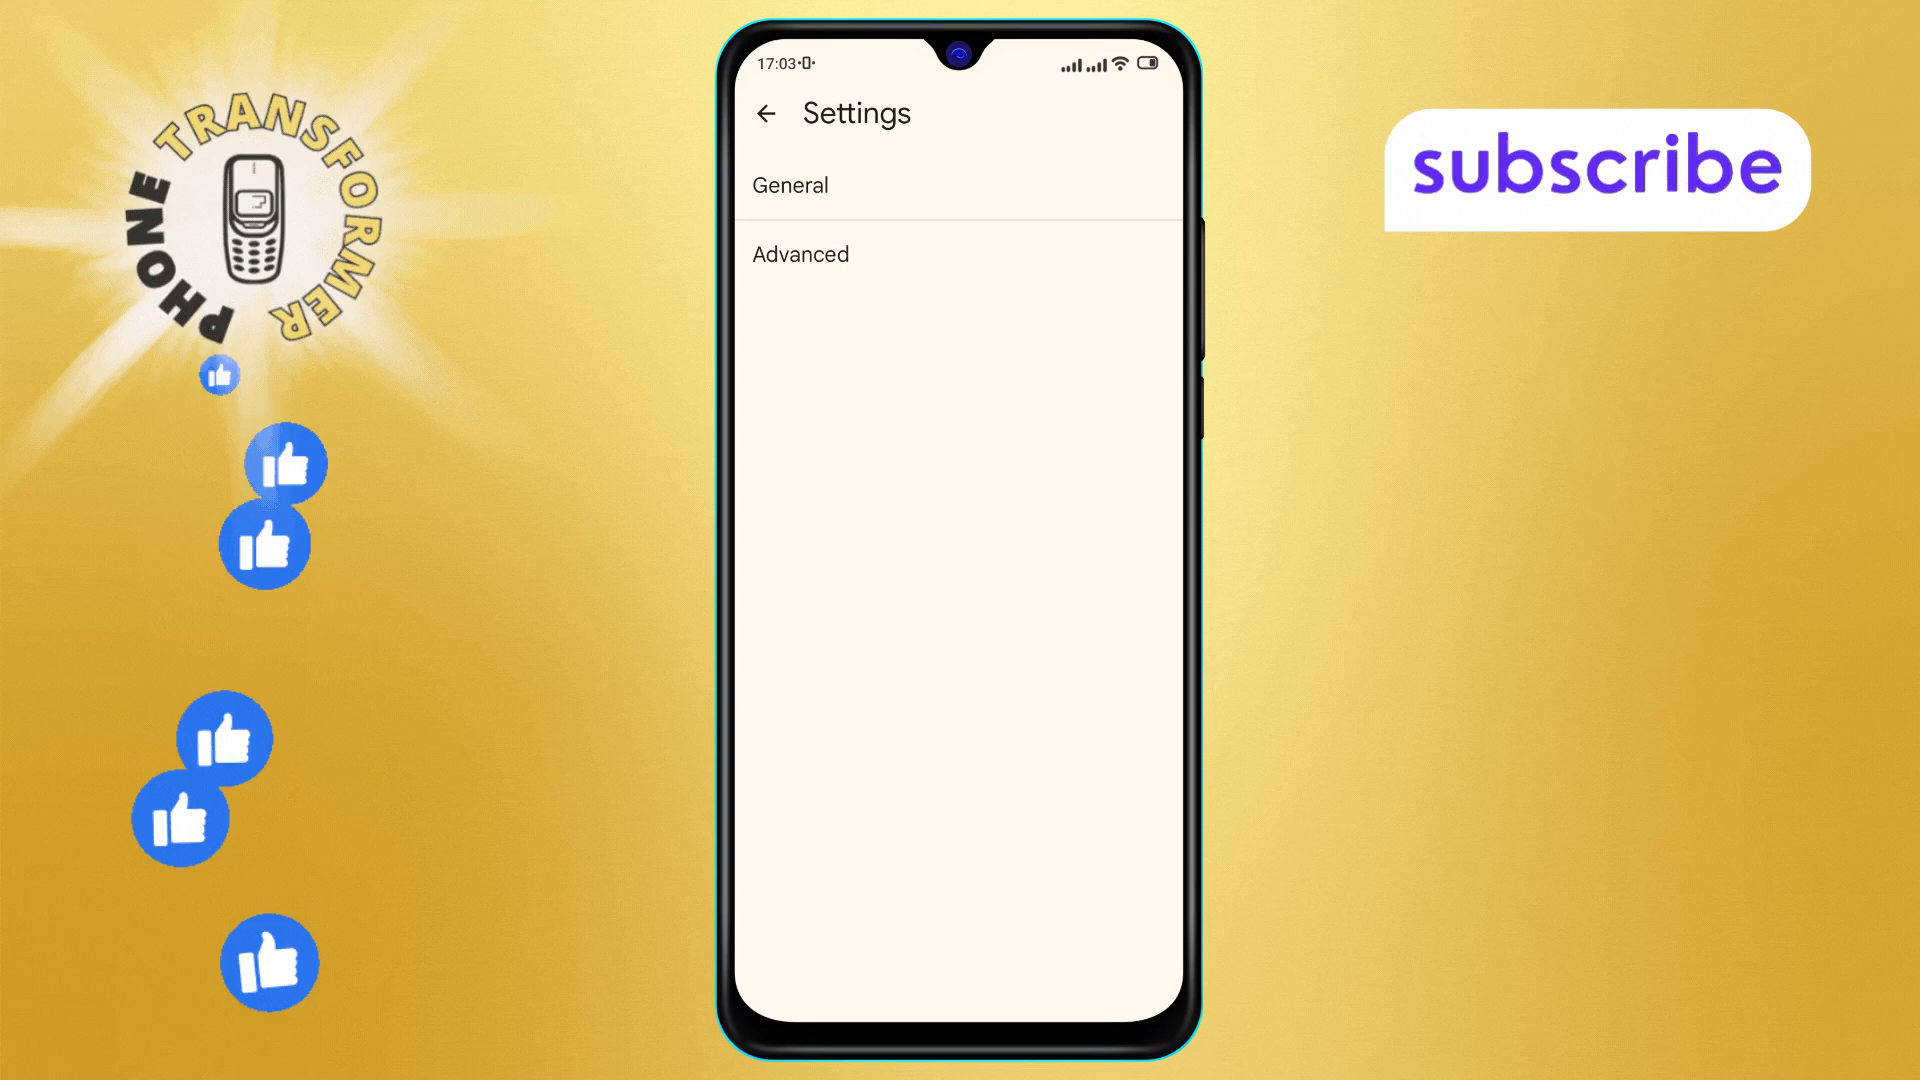 PHONE TRANSFORMER
17:03
Settings
General
Advanced
subscribe